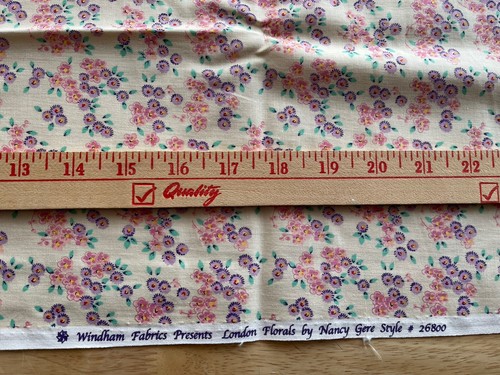 13 14 15 16 17 18 19 20 21 22
Quality
Windham Fabrics Presents London Florals by Nancy Gere Style # 26800